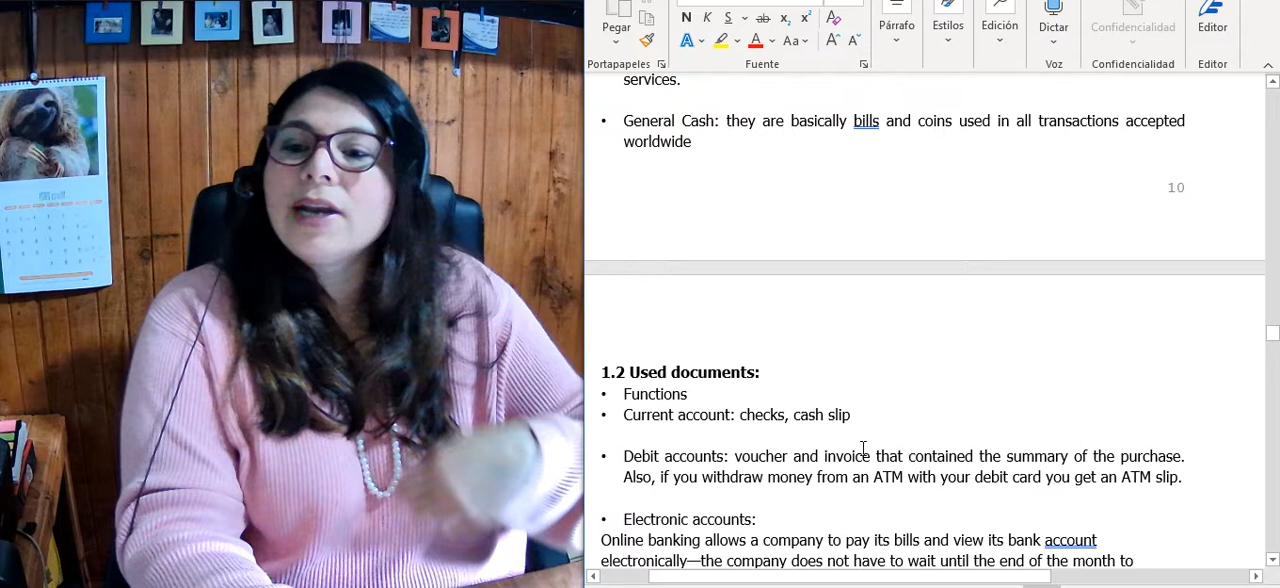 N K S ab x₂ x² A
Pegar
A A Aa A A
Párrafo
Estilos
Edición
Dictar
Confidencialidad
Editor
Portapapeles
Fuente
Voz
Confidencialidad
Editor
services.
• General Cash: they are basically bills and coins used in all transactions accepted
worldwide
10
1.2 Used documents:
• Functions
• Current account: checks, cash slip
• Debit accounts: voucher and invoice that contained the summary of the purchase.
Also, if you withdraw money from an ATM with your debit card you get an ATM slip.
• Electronic accounts:
Online banking allows a company to pay its bills and view its bank account
electronically—the company does not have to wait until the end of the month to